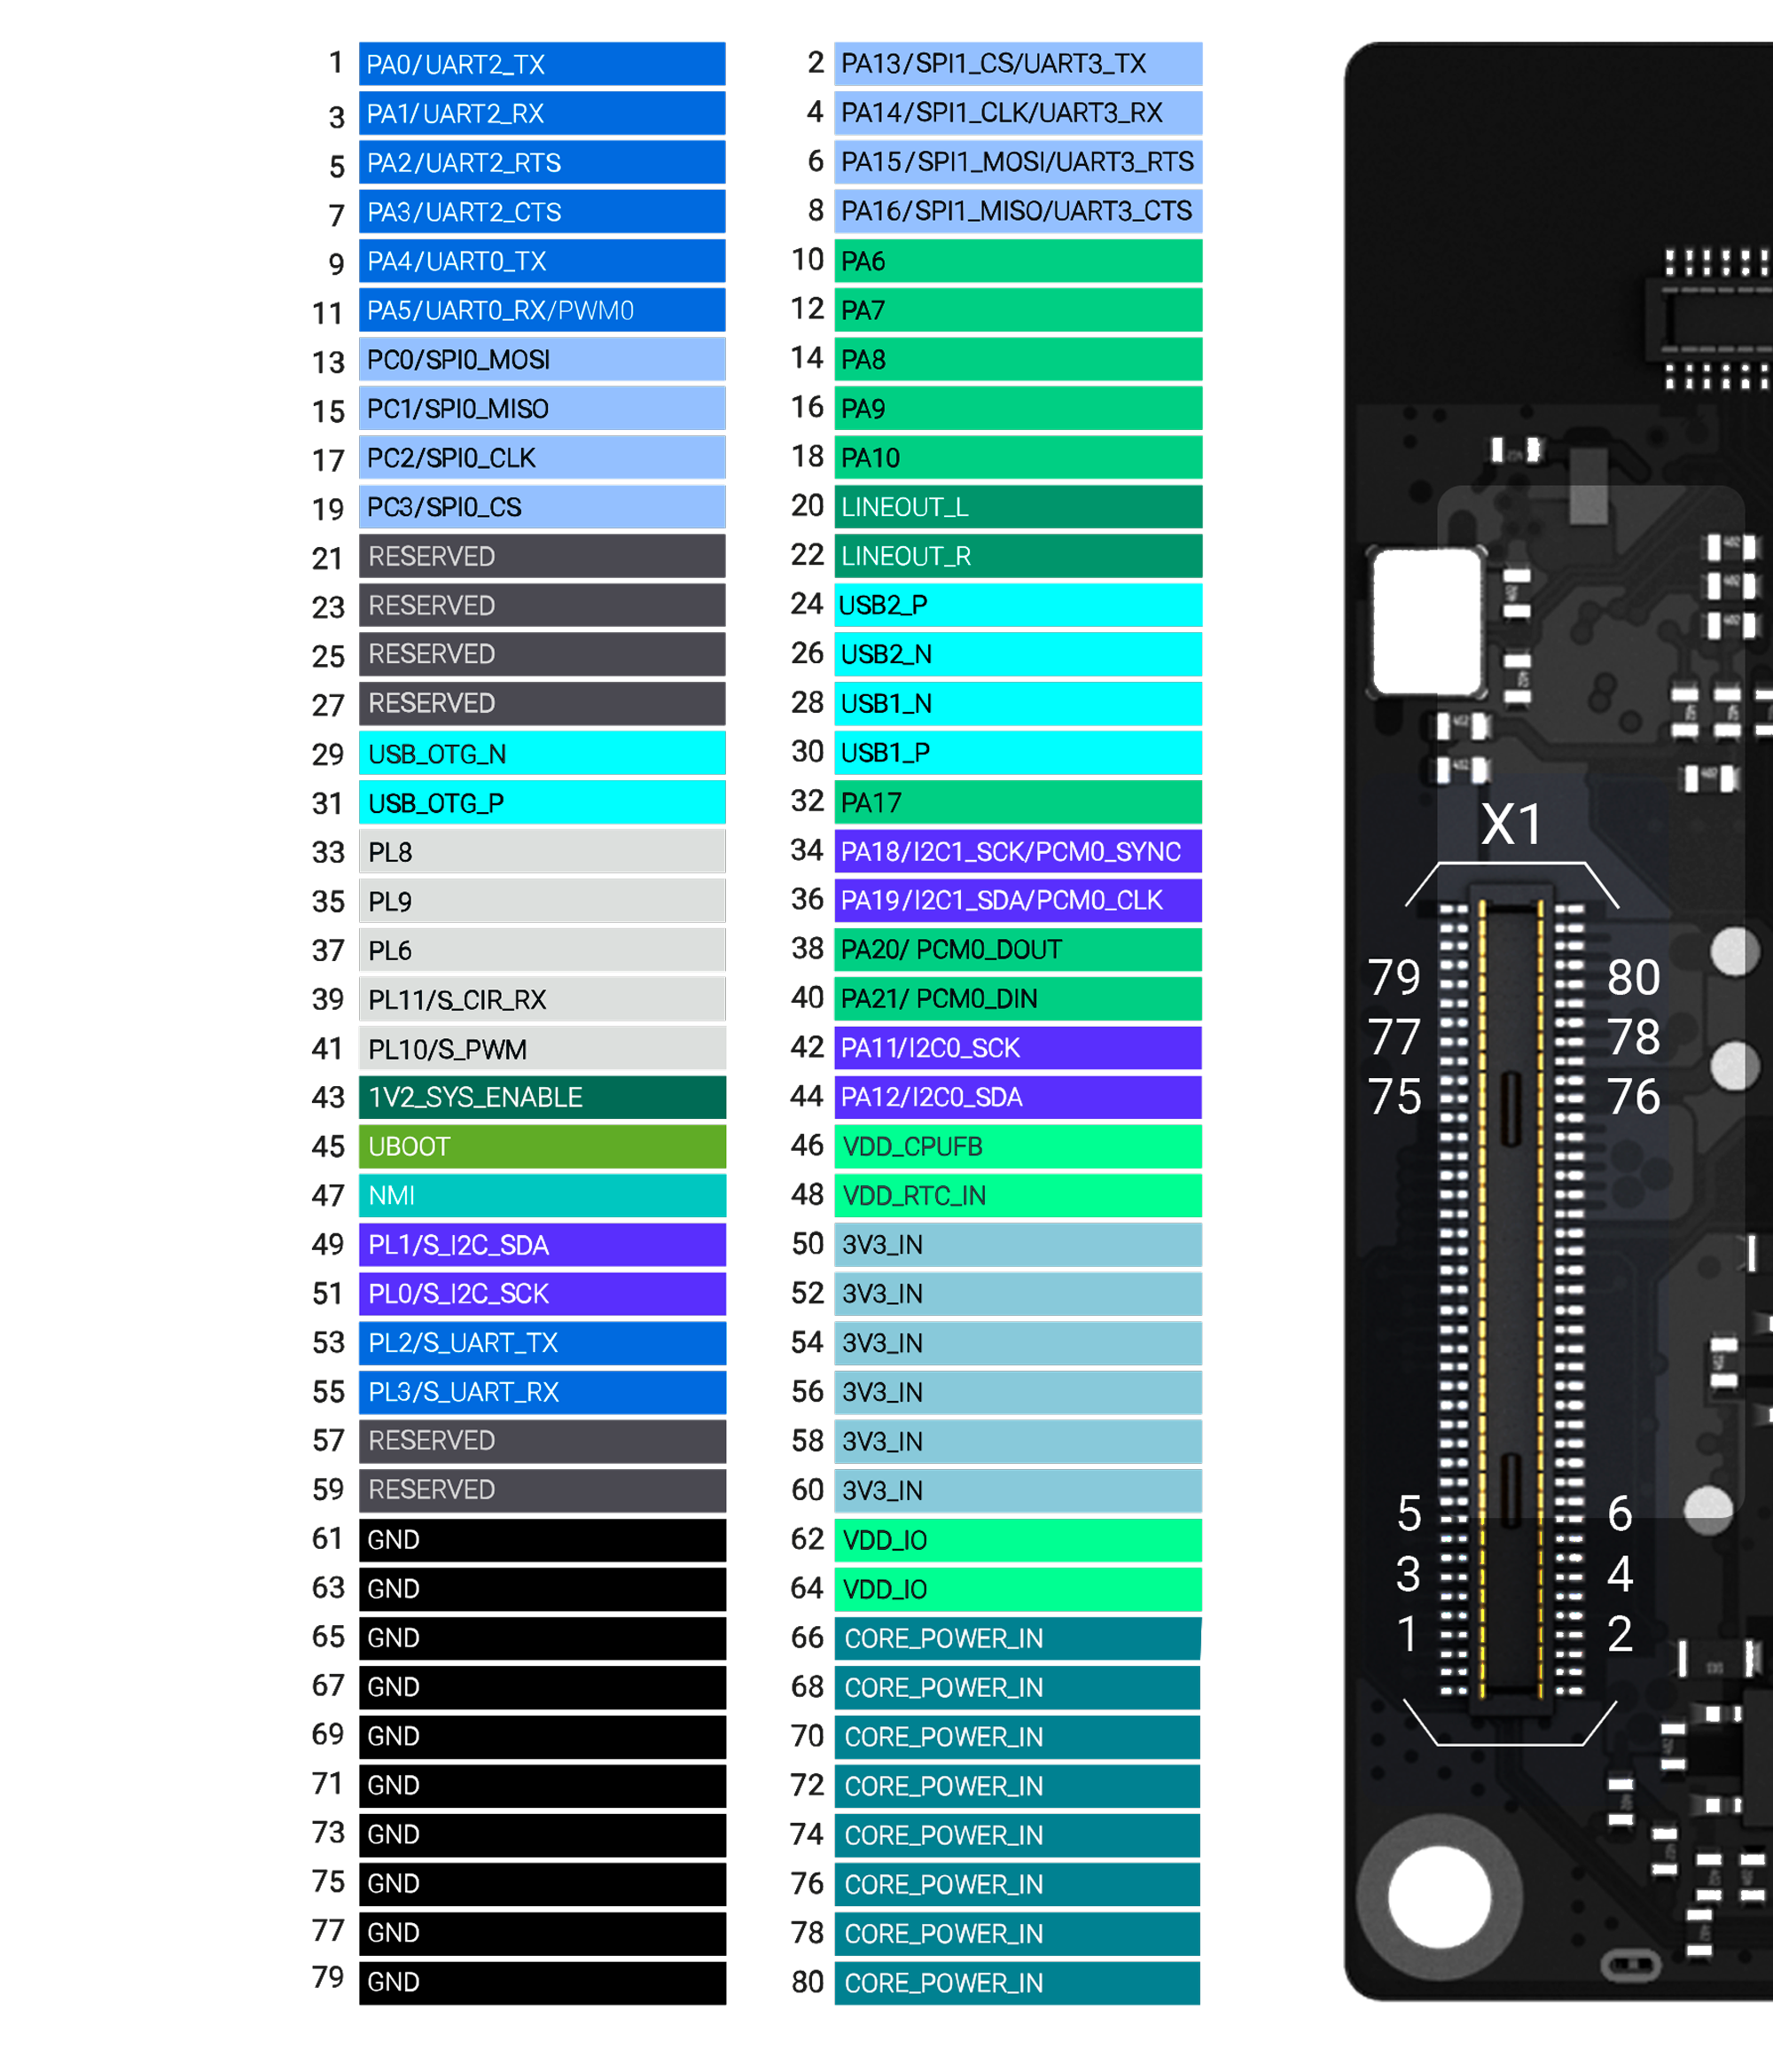 1 PA0/UART2_TX 2 PA13/SPI1_CS/UART3_TX
3 PA1/UART2_RX 4 PA14/SPI1_CLK/UART3_RX
5 PA2/UART2_RTS 6 PA15/SPI1_MOSI/UART3_RTS
7 PA3/UART2_CTS 8 PA16/SPI1_MISO/UART3_CTS
9 PA4/UART0_TX 10 PA6
11 PA5/UART0_RX/PWM0 12 PA7
13 PC0/SPI0_MOSI 14 PA8
15 PC1/SPI0_MISO 16 PA9
17 PC2/SPI0_CLK 18 PA10
19 PC3/SPI0_CS 20 LINEOUT_L
21 RESERVED 22 LINEOUT_R
23 RESERVED 24 USB2_P
25 RESERVED 26 USB2_N
27 RESERVED 28 USB1_N
29 USB_OTG_N 30 USB1_P
31 USB_OTG_P 32 PA17
33 PL8 34 PA18/I2C1_SCK/PCM0_SYNC
35 PL9 36 PA19/I2C1_SDA/PCM0_CLK
37 PL6 38 PA20/ PCM0_DOUT
39 PL11/S_CIR_RX 40 PA21/ PCM0_DIN
41 PL10/S_PWM 42 PA11/I2C0_SCK
43 1V2_SYS_ENABLE 44 PA12/I2C0_SDA
45 UBOOT 46 VDD_CPUFB
47 NMI 48 VDD_RTC_IN
49 PL1/S_I2C_SDA 50 3V3_IN
51 PL0/S_I2C_SCK 52 3V3_IN
53 PL2/S_UART_TX 54 3V3_IN
55 PL3/S_UART_RX 56 3V3_IN
57 RESERVED 58 3V3_IN
59 RESERVED 60 3V3_IN
61 GND 62 VDD_IO
63 GND 64 VDD_IO
65 GND 66 CORE_POWER_IN
67 GND 68 CORE_POWER_IN
69 GND 70 CORE_POWER_IN
71 GND 72 CORE_POWER_IN
73 GND 74 CORE_POWER_IN
75 GND 76 CORE_POWER_IN
77 GND 78 CORE_POWER_IN
79 GND 80 CORE_POWER_IN
X1
79 80
77 78
75 76
5 6
3 4
1 2